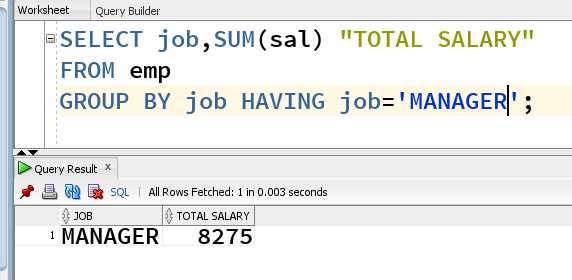 Worksheet Query Builder
SELECT job,SUM(sal) "TOTAL SALARY"
FROM emp
GROUP BY job HAVING job='MANAGER';
Query Result x
SQL | All Rows Fetched: 1 in 0.003 seconds
JOB TOTAL SALARY
1 MANAGER 8275